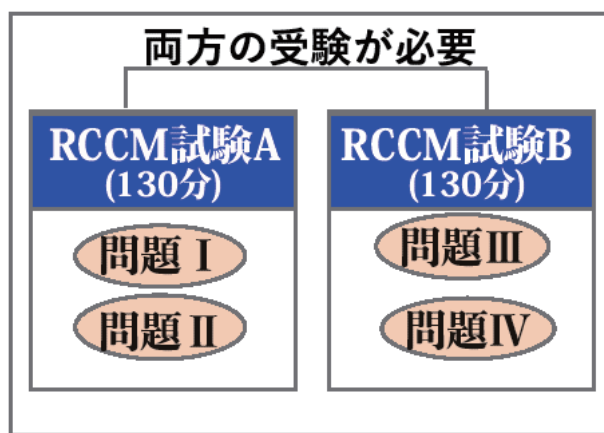 両方の受験が必要
RCCM試験A
(130分)
問題Ⅰ
問題Ⅱ
RCCM試験B
(130分)
問題Ⅲ
問題Ⅳ